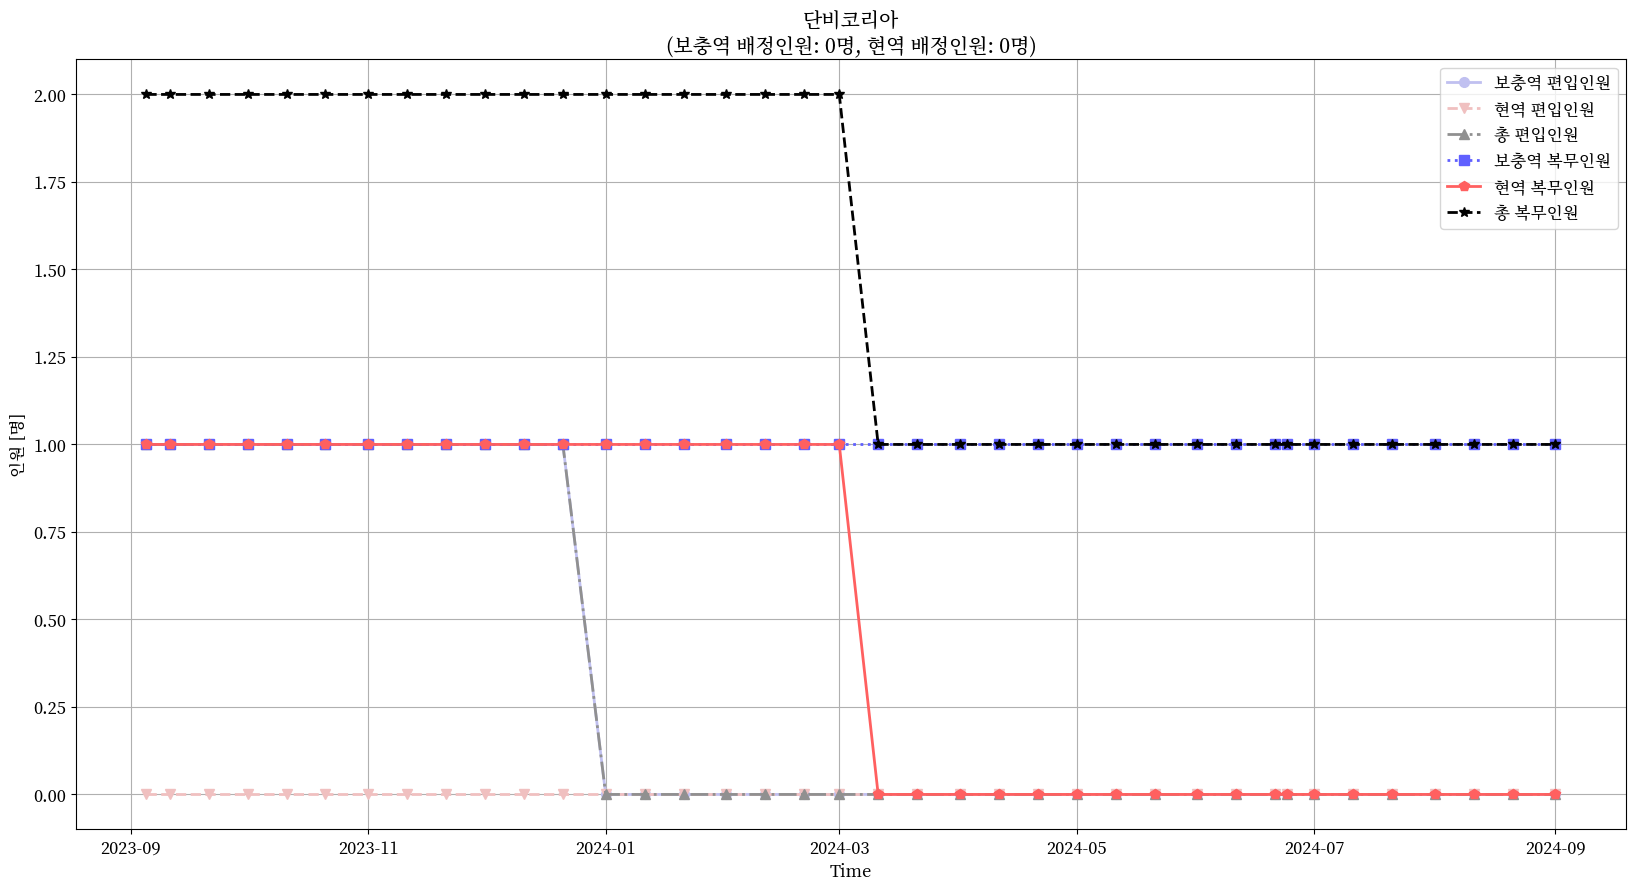 단비코리아
(보충역 배정인원: 0명, 현역 배정인원: 0명)
보충역 편입인원
현역 편입인원
총 편입인원
보충역 복무인원
현역 복무인원
총 복무인원
인원 [명]
2.00
1.75
1.50
1.25
1.00
0.75
0.50
0.25
0.00
2023-09
2023-11
2024-01
2024-03
2024-05
2024-07
2024-09
Time